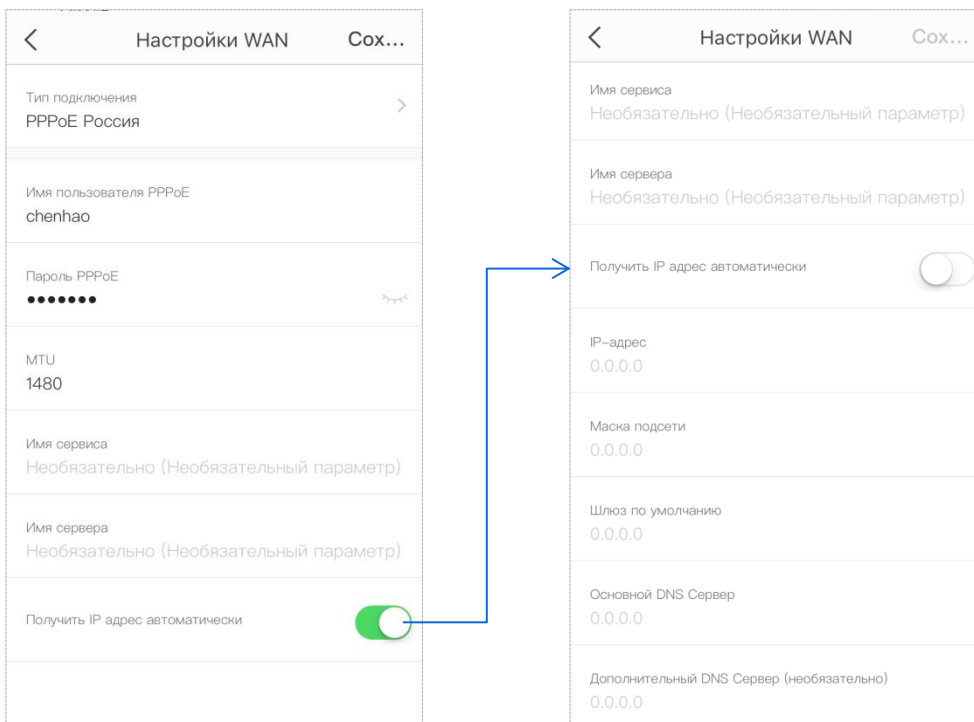 Настройки WAN
Сох...
Тип подключения
PPPoE Россия
Имя пользователя PPPoE
chenhao
Пароль PPPoE
•••••••
MTU
1480
Имя сервиса
Необязательно (Необязательный параметр)
Имя сервера
Необязательно (Необязательный параметр)
Получить IP адрес автоматически
Настройки WAN
Сох...
Имя сервиса
Необязательно (Необязательный параметр)
Имя сервера
Необязательно (Необязательный параметр)
Получить IP адрес автоматически
IP-адрес
0.0.0.0
Маска подсети
0.0.0.0
Шлюз по умолчанию
0.0.0.0
Основной DNS Сервер
0.0.0.0
Дополнительный DNS Сервер (необязательно)
0.0.0.0